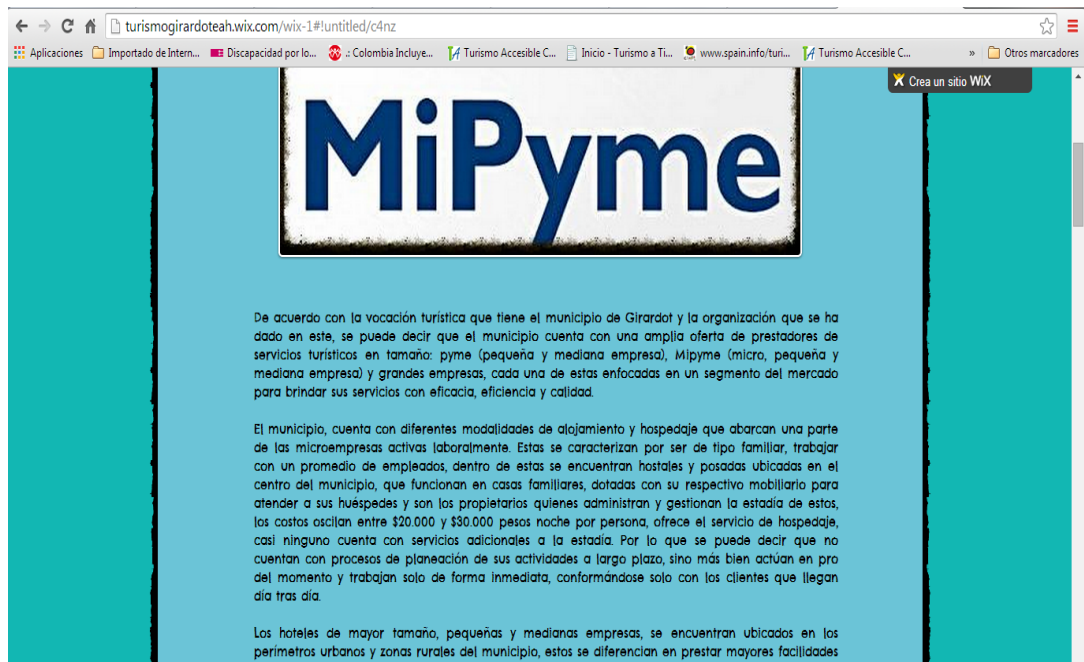 turismogirardoteah.wix.com/wix-1#!untitled/c4nz
Aplicaciones Importado de Intern... Discapacidad por lo... .: Colombia Incluye... Turismo Accesible C... Inicio - Turismo a Ti... www.spain.info/turi... Turismo Accesible C... » Otros marcadores
Crea un sitio WiX
MiPyme
De acuerdo con la vocación turística que tiene el municipio de Girardot y la organización que se ha
dado en este, se puede decir que el municipio cuenta con una amplia oferta de prestadores de
servicios turísticos en tamaño: pyme (pequeña y mediana empresa), Mipyme (micro, pequeña y
mediana empresa) y grandes empresas, cada una de estas enfocadas en un segmento del mercado
para brindar sus servicios con eficacia, eficiencia y calidad.
El municipio, cuenta con diferentes modalidades de alojamiento y hospedaje que abarcan una parte
de las microempresas activas laboralmente. Estas se caracterizan por ser de tipo familiar, trabajar
con un promedio de empleados, dentro de estas se encuentran hostales y posadas ubicadas en el
centro del municipio, que funcionan en casas familiares, dotadas con su respectivo mobiliario para
atender a sus huéspedes y son los propietarios quienes administran y gestionan la estadía de estos,
los costos oscilan entre $20.000 y $30.000 pesos noche por persona, ofrece el servicio de hospedaje,
casi ninguno cuenta con servicios adicionales a la estadía. Por lo que se puede decir que no
cuentan con procesos de planeación de sus actividades a largo plazo, sino más bien actúan en pro
del momento y trabajan solo de forma inmediata, conformándose solo con los clientes que llegan
día tras día.
Los hoteles de mayor tamaño, pequeñas y medianas empresas, se encuentran ubicados en los
perímetros urbanos y zonas rurales del municipio, estos se diferencian en prestar mayores facilidades